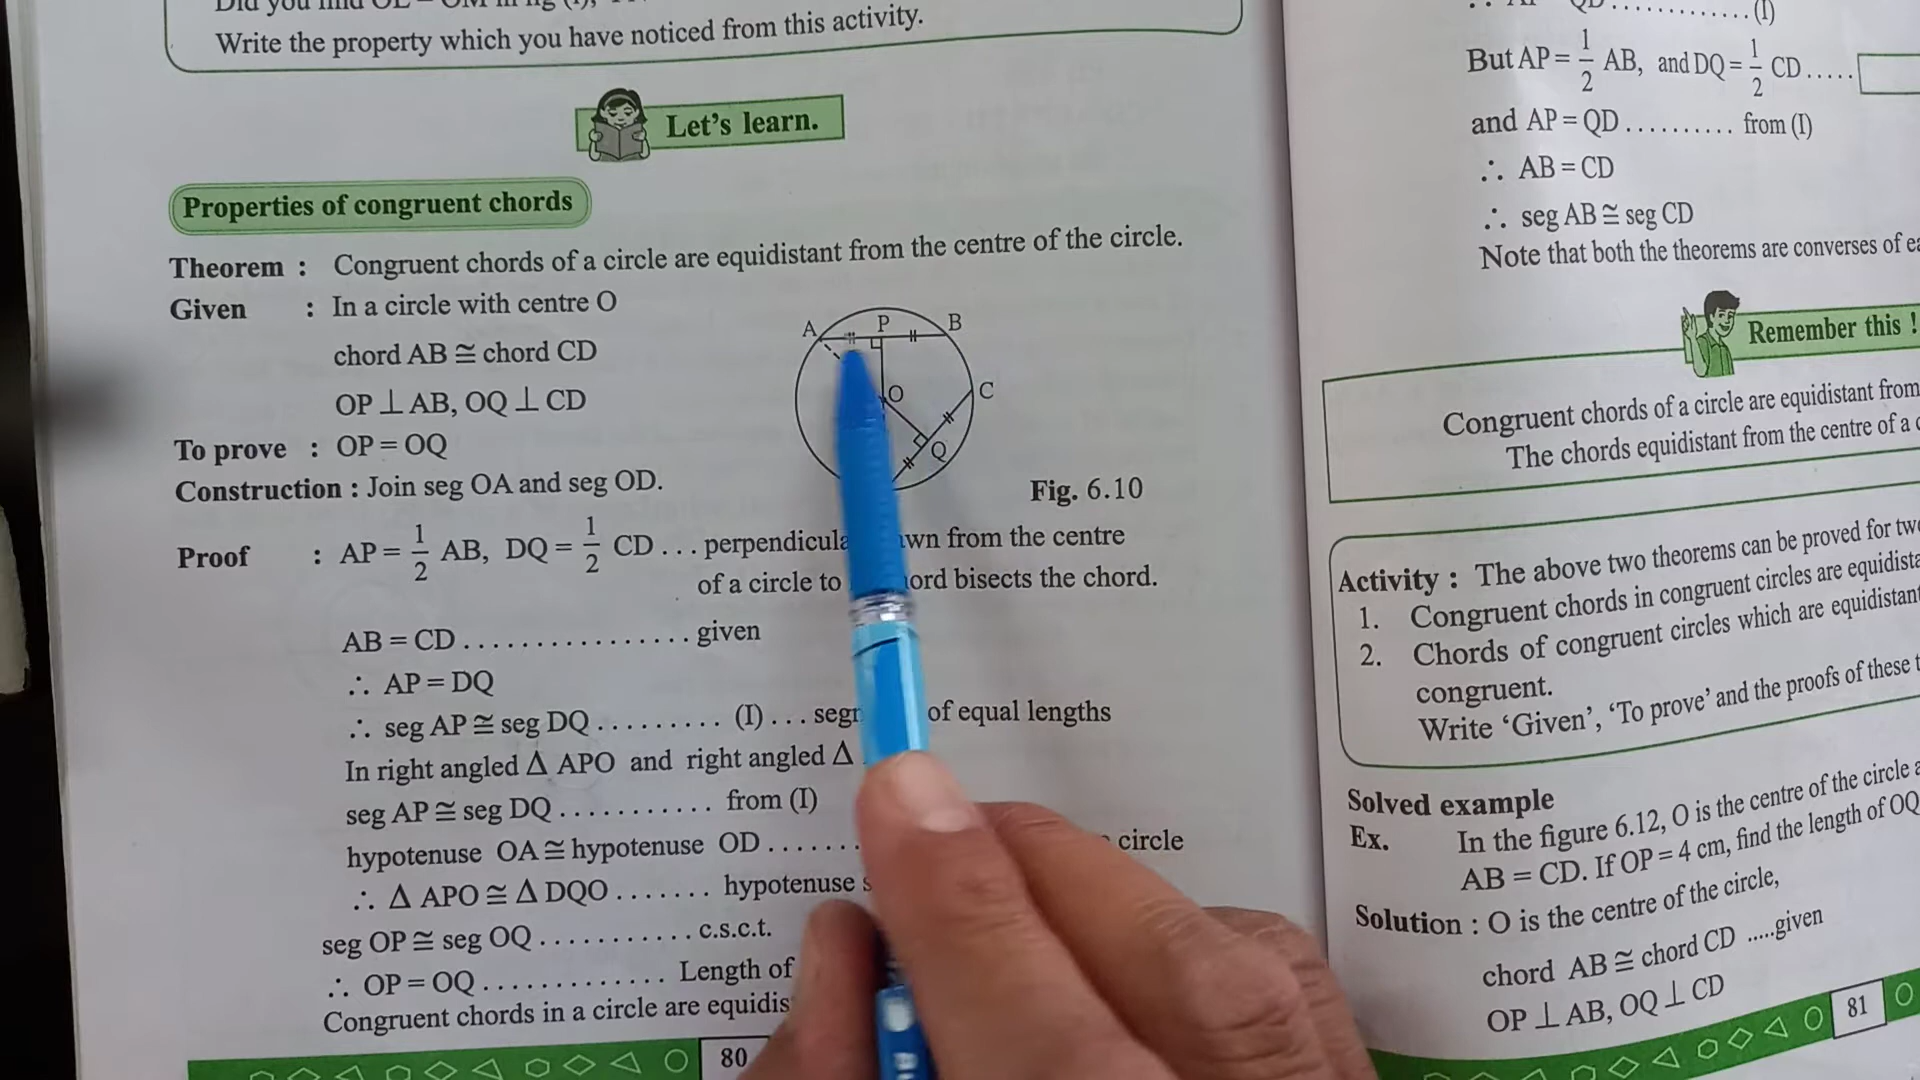 Write the property which you have noticed from this activity.
Let's learn.
Properties of congruent chords
Theorem : Congruent chords of a circle are equidistant from the centre of the circle.
Given : In a circle with centre O
chord AB ≅ chord CD
OP ⊥ AB, OQ ⊥ CD
To prove : OP = OQ
Construction : Join seg OA and seg OD.
A P B
O C
Q
Fig. 6.10
Proof : AP = 1/2 AB, DQ = 1/2 CD ... perpendicula wn from the centre
of a circle to ord bisects the chord.
AB = CD ................ given
∴ AP = DQ
∴ seg AP ≅ seg DQ ......... (I) ... seg of equal lengths
In right angled Δ APO and right angled Δ
seg AP ≅ seg DQ ........... from (I)
hypotenuse OA ≅ hypotenuse OD ....... circle
∴ Δ APO ≅ Δ DQO ....... hypotenuse s
seg OP ≅ seg OQ ........... c.s.c.t.
∴ OP = OQ ............. Length of
Congruent chords in a circle are equidis
80
QD ............ (I)
But AP = 1/2 AB, and DQ = 1/2 CD .....
and AP = QD .......... from (I)
∴ AB = CD
∴ seg AB ≅ seg CD
Note that both the theorems are converses of ea
Remember this !
Congruent chords of a circle are equidistant from
The chords equidistant from the centre of a c
Activity : The above two theorems can be proved for two
1. Congruent chords in congruent circles are equidista
2. Chords of congruent circles which are equidistant
congruent.
Write 'Given', 'To prove' and the proofs of these t
Solved example
Ex. In the figure 6.12, O is the centre of the circle a
AB = CD. If OP = 4 cm, find the length of OQ
Solution : O is the centre of the circle,
chord AB ≅ chord CD .....given
OP ⊥ AB, OQ ⊥ CD
81